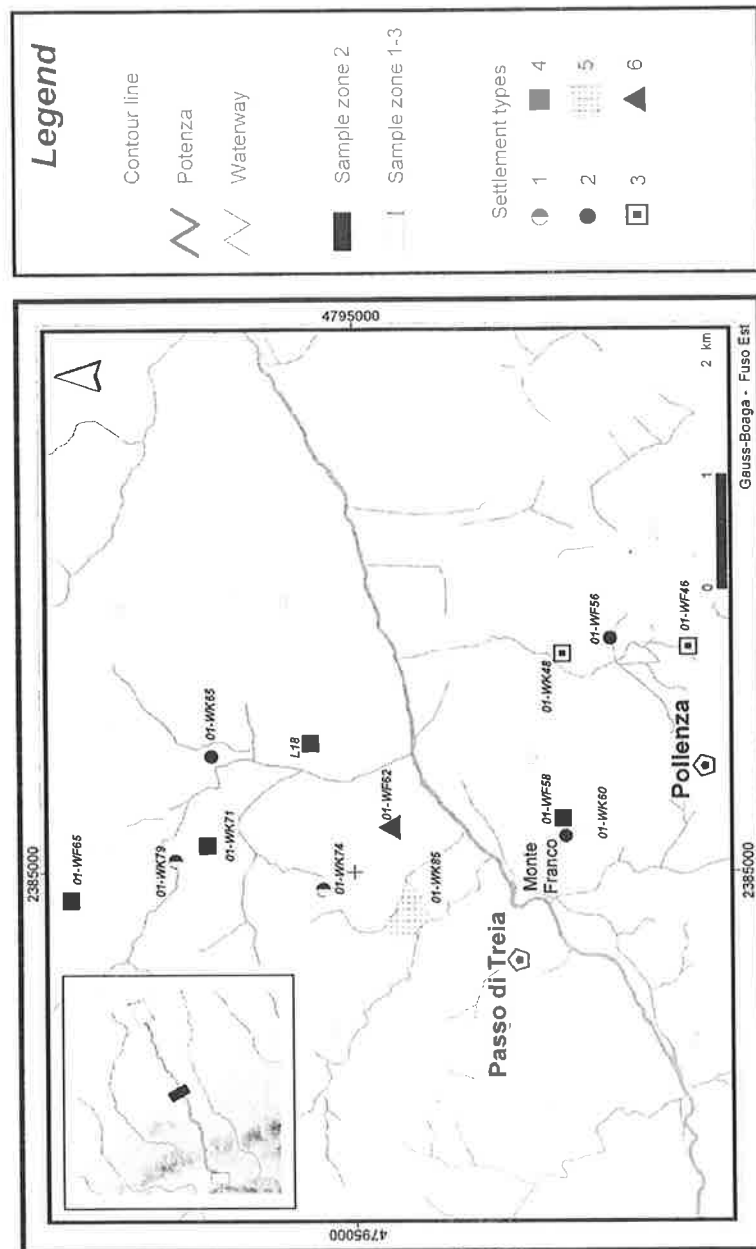 Legend
Contour line
Potenza
Waterway
Sample zone 2
Sample zone 1-3
Settlement types
1
4
2
5
3
6
2385000
4795000
01-WF65
01-WK79
01-WK71
01-WK65
L18
01-WK74
01-WF62
01-WK85
Passo di Treia
Monte
Franco
01-WF58
01-WK60
01-WK48
01-WF56
01-WF46
Pollenza
0
1
2 km
4795000
2385000
Gauss-Boaga - Fuso Est